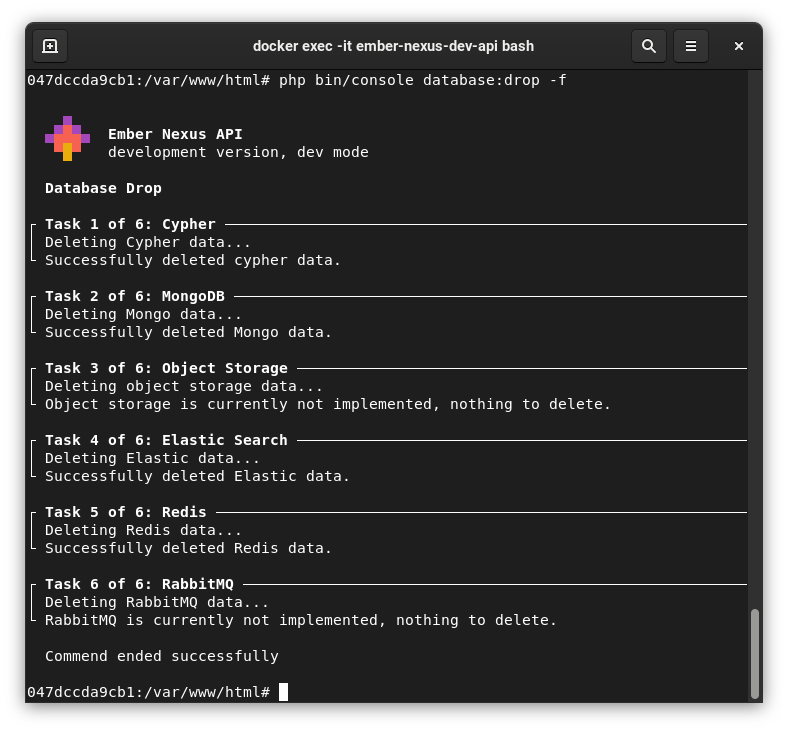 docker exec -it ember-nexus-dev-api bash
047dccda9cb1:/var/www/html# php bin/console database:drop -f
Ember Nexus API
development version, dev mode
Database Drop
Task 1 of 6: Cypher
Deleting Cypher data...
Successfully deleted cypher data.
Task 2 of 6: MongoDB
Deleting Mongo data...
Successfully deleted Mongo data.
Task 3 of 6: Object Storage
Deleting object storage data...
Object storage is currently not implemented, nothing to delete.
Task 4 of 6: Elastic Search
Deleting Elastic data...
Successfully deleted Elastic data.
Task 5 of 6: Redis
Deleting Redis data...
Successfully deleted Redis data.
Task 6 of 6: RabbitMQ
Deleting RabbitMQ data...
RabbitMQ is currently not implemented, nothing to delete.
Commend ended successfully
047dccda9cb1:/var/www/html#